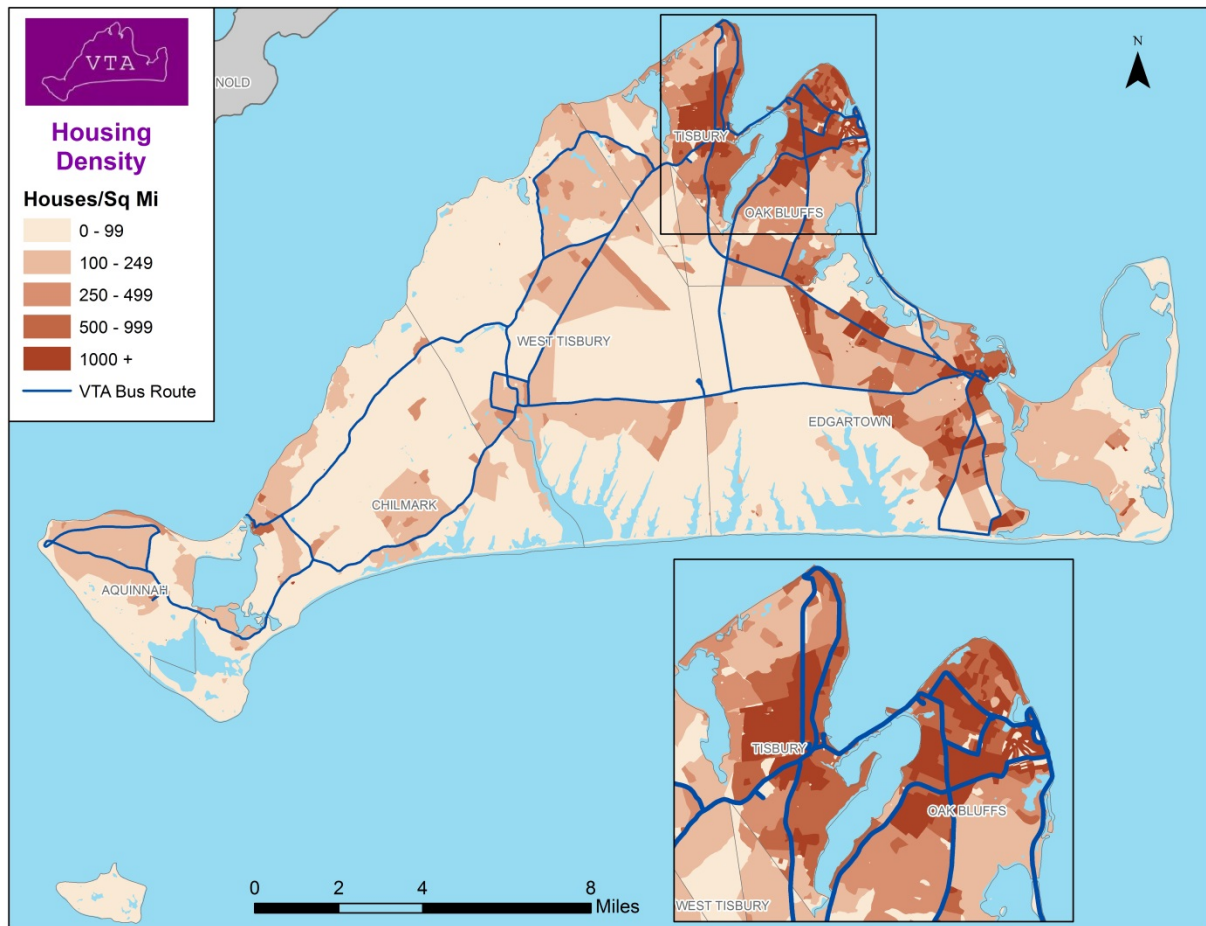 VTA
Housing
Density
Houses/Sq Mi
0 - 99
100 - 249
250 - 499
500 - 999
1000 +
VTA Bus Route
NOLD
N
TISBURY
OAK BLUFFS
WEST TISBURY
EDGARTOWN
CHILMARK
AQUINNAH
TISBURY
OAK BLUFFS
WEST TISBURY
0 2 4 8
Miles